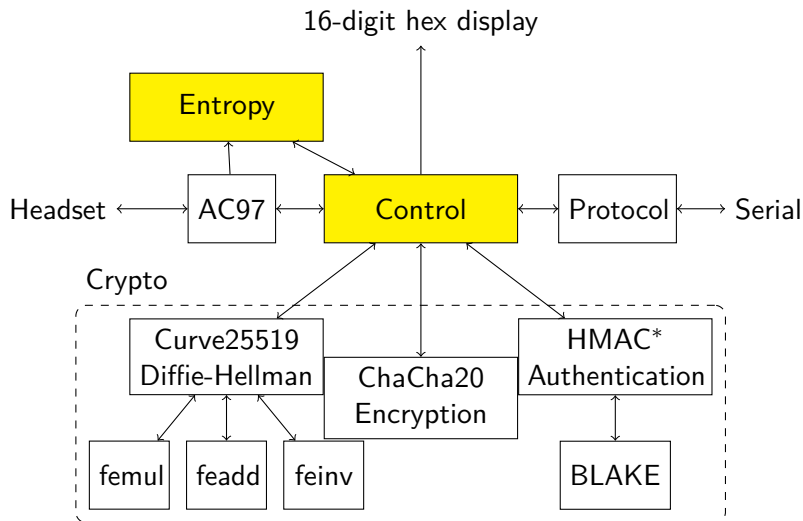 16-digit hex display
Entropy
Headset
AC97
Control
Protocol
Serial
Crypto
Curve25519
Diffie-Hellman
ChaCha20
Encryption
HMAC*
Authentication
femul
feadd
feinv
BLAKE